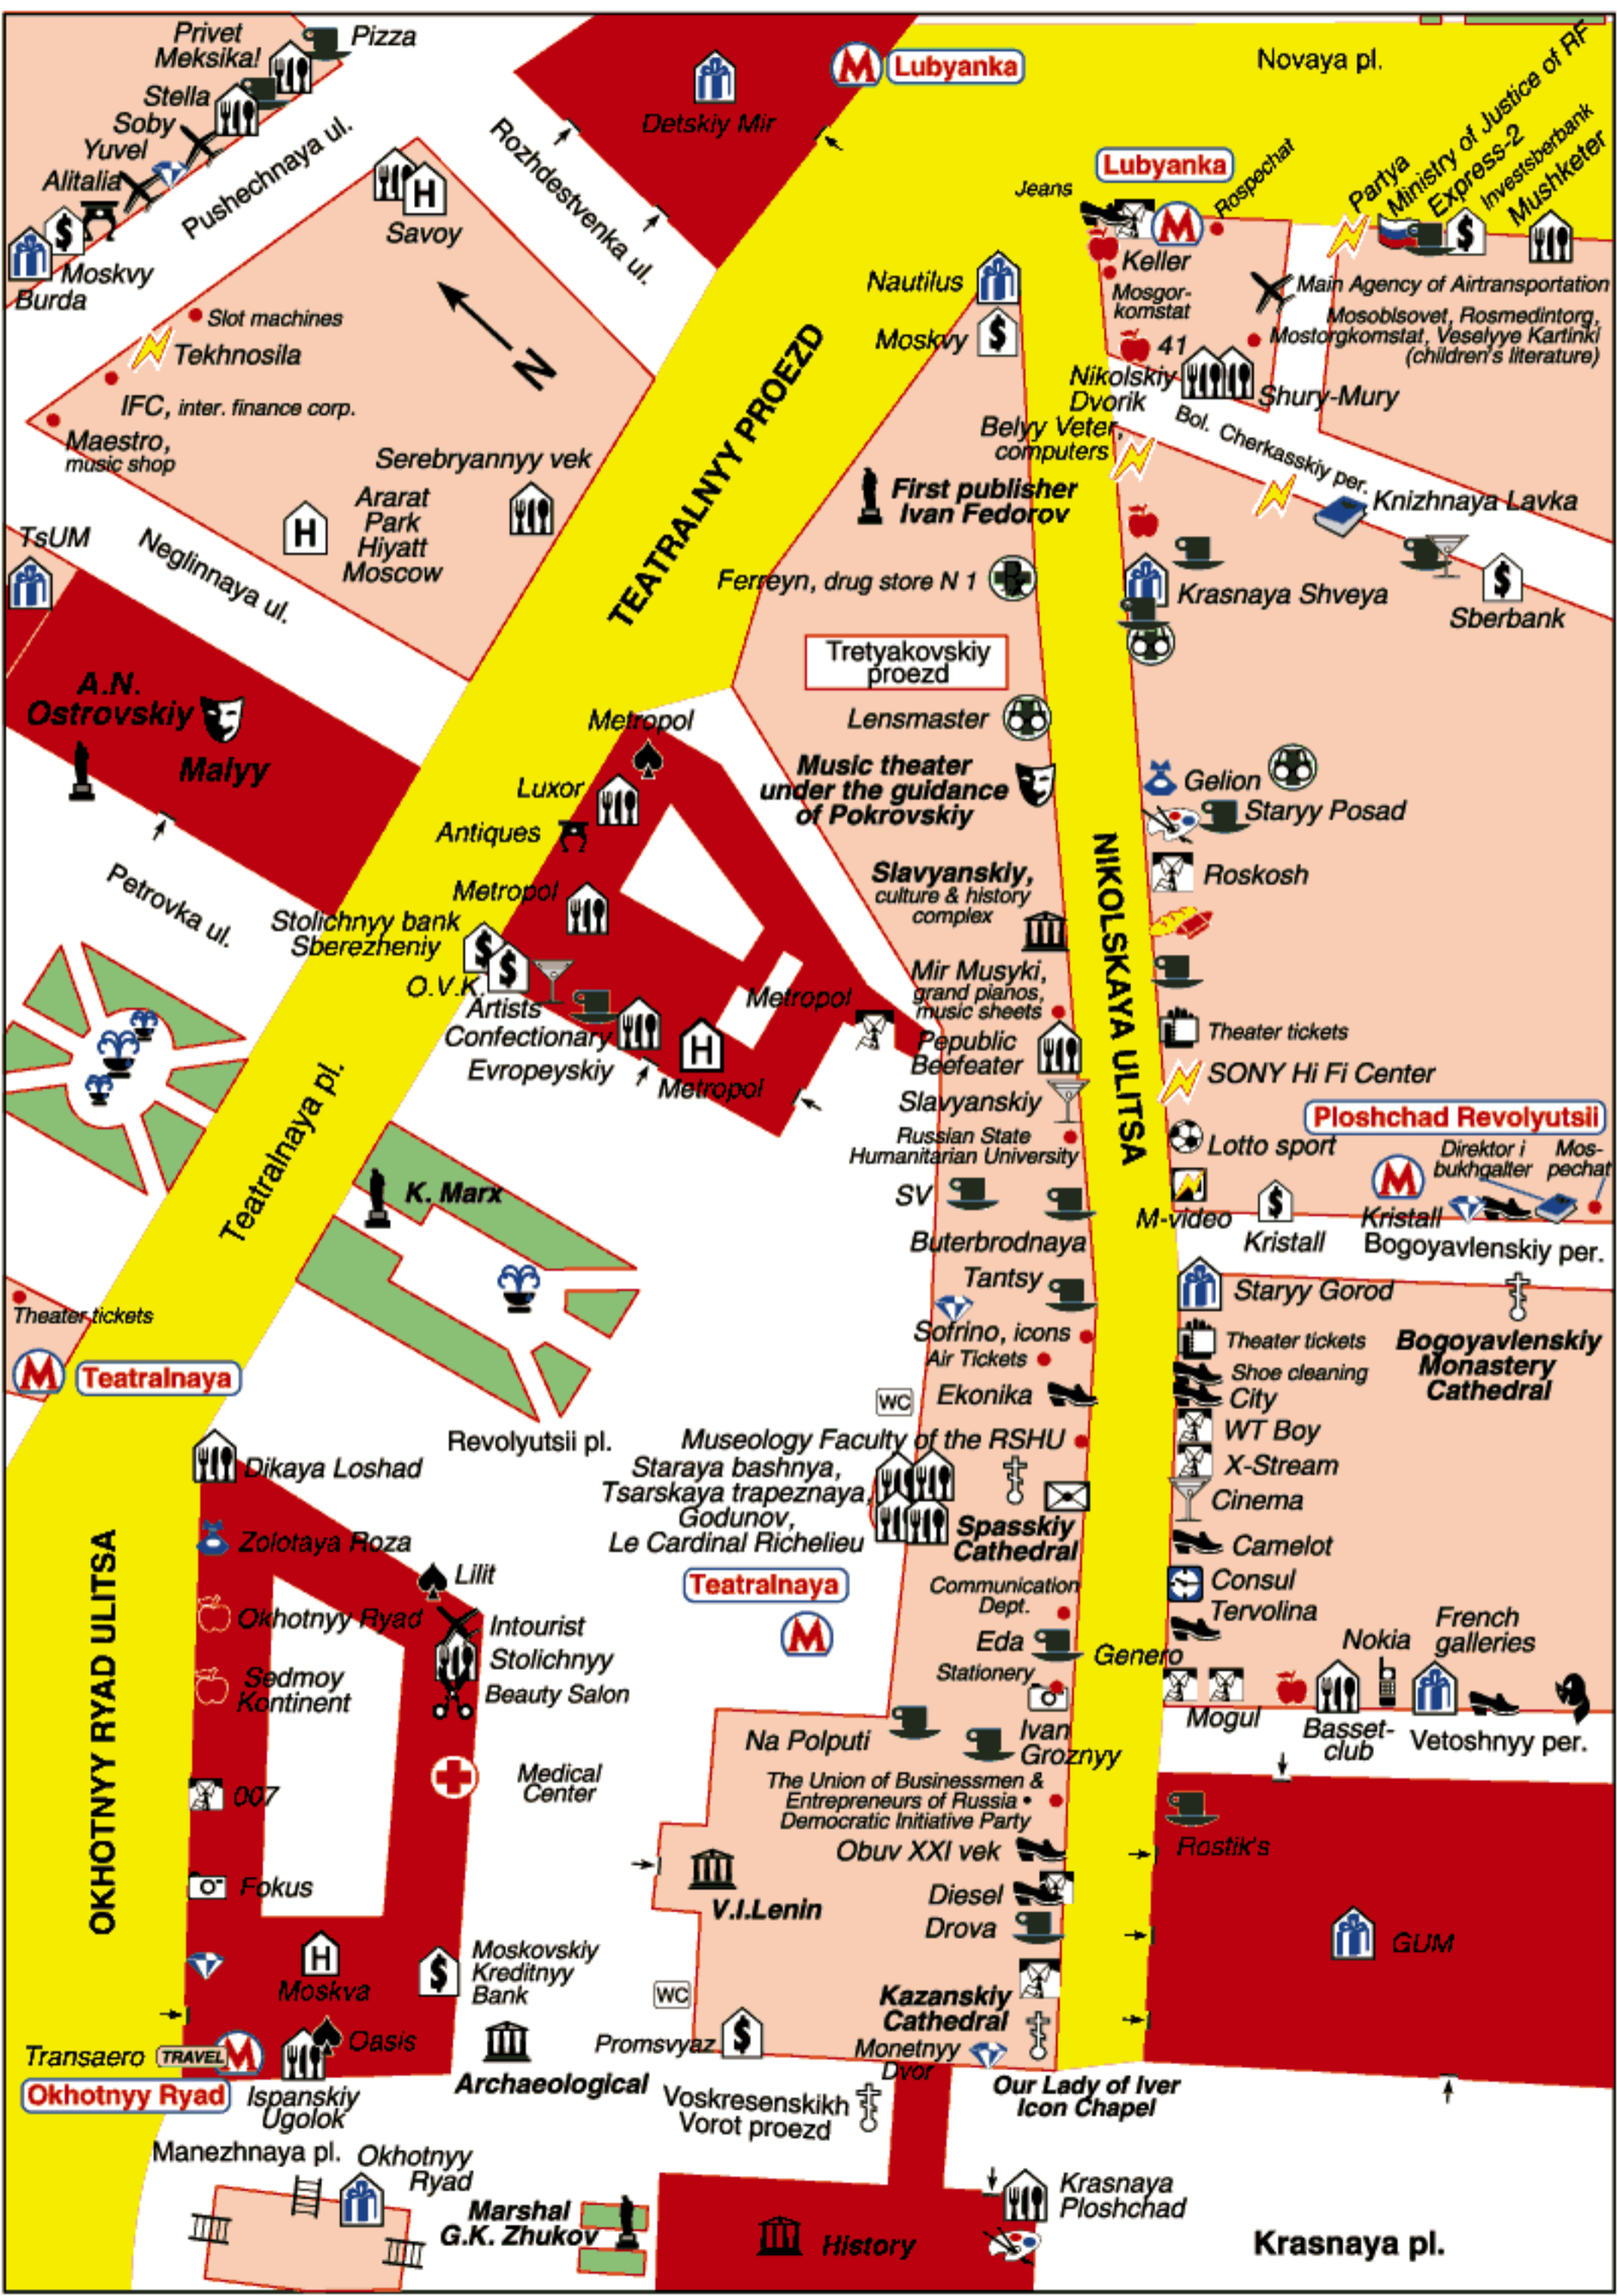 Privet
Meksika!
Pizza
Stella
Soby
Yuvel
Alitalia
Moskvy
Burda
Pushechnaya ul.
Rozhdestvenka ul.
Detskiy Mir
M Lubyanka
Novaya pl.
Savoy
H
N
Slot machines
Tekhnosila
IFC, inter. finance corp.
Maestro,
music shop
Serebryannyy vek
H
Ararat
Park
Hiyatt
Moscow
TsUM
Neglinnaya ul.
TEATRALNYY PROEZD
Jeans
Lubyanka
M
Rospechat
Partya
Ministry of Justice of RF
Express-2
Investsberbank
Mushketer
Keller
Mosgor-
komstat
41
Main Agency of Airtransportation
Mosoblsovet, Rosmedintorg,
Mostorgkomstat, Veselyye Kartinki
(children's literature)
Nikolskiy
Dvorik
Shury-Mury
Bol. Cherkasskiy per.
Nautilus
Moskvy
Belyy Veter,
computers
First publisher
Ivan Fedorov
Knizhnaya Lavka
Ferreyn, drug store N 1
Krasnaya Shveya
Sberbank
Tretyakovskiy
proezd
Lensmaster
A.N.
Ostrovskiy
Malyy
Petrovka ul.
Metropol
Luxor
Antiques
Metropol
Stolichnyy bank
Sberezheniy
O.V.K.
Artists
Confectionary
Evropeyskiy
H
Metropol
Metropol
Music theater
under the guidance
of Pokrovskiy
Gelion
Staryy Posad
Roskosh
NIKOLSKAYA ULITSA
Slavyanskiy,
culture & history
complex
Mir Musyki,
grand pianos,
music sheets
Pepublic
Beefeater
Slavyanskiy
Russian State
Humanitarian University
SV
Buterbrodnaya
Tantsy
Sofrino, icons
Air Tickets
Ekonika
WC
Theater tickets
SONY Hi Fi Center
Ploshchad Revolyutsii
Lotto sport
M
Direktor i
bukhgalter
Mos-
pechat
M-video
Kristall
Kristall
Bogoyavlenskiy per.
Staryy Gorod
Theater tickets
Shoe cleaning
City
WT Boy
X-Stream
Cinema
Camelot
Consul
Tervolina
Bogoyavlenskiy
Monastery
Cathedral
Teatralnaya pl.
K. Marx
Theater tickets
M Teatralnaya
Revolyutsii pl.
Museology Faculty of the RSHU
Staraya bashnya,
Tsarskaya trapeznaya,
Godunov,
Le Cardinal Richelieu
Spasskiy
Cathedral
Teatralnaya
M
Communication
Dept.
Eda
Stationery
Genero
Mogul
Nokia
French
galleries
Basset-
club
Vetoshnyy per.
Dikaya Loshad
Zolotaya Roza
Lilit
Okhotnyy Ryad
Intourist
Stolichnyy
Beauty Salon
Sedmoy
Kontinent
OKHOTNYY RYAD ULITSA
007
Medical
Center
Fokus
H
Moskva
Moskovskiy
Kreditnyy
Bank
Na Polputi
Ivan
Groznyy
The Union of Businessmen &
Entrepreneurs of Russia •
Democratic Initiative Party
Obuv XXI vek
Rostik's
V.I.Lenin
Diesel
Drova
GUM
WC
Kazanskiy
Cathedral
Promsvyaz
Monetnyy
Dvor
Transaero
TRAVEL
M
Oasis
Okhotnyy Ryad
Ispanskiy
Ugolok
Archaeological
Voskresenskikh
Vorot proezd
Our Lady of Iver
Icon Chapel
Manezhnaya pl.
Okhotnyy
Ryad
Marshal
G.K. Zhukov
History
Krasnaya
Ploshchad
Krasnaya pl.